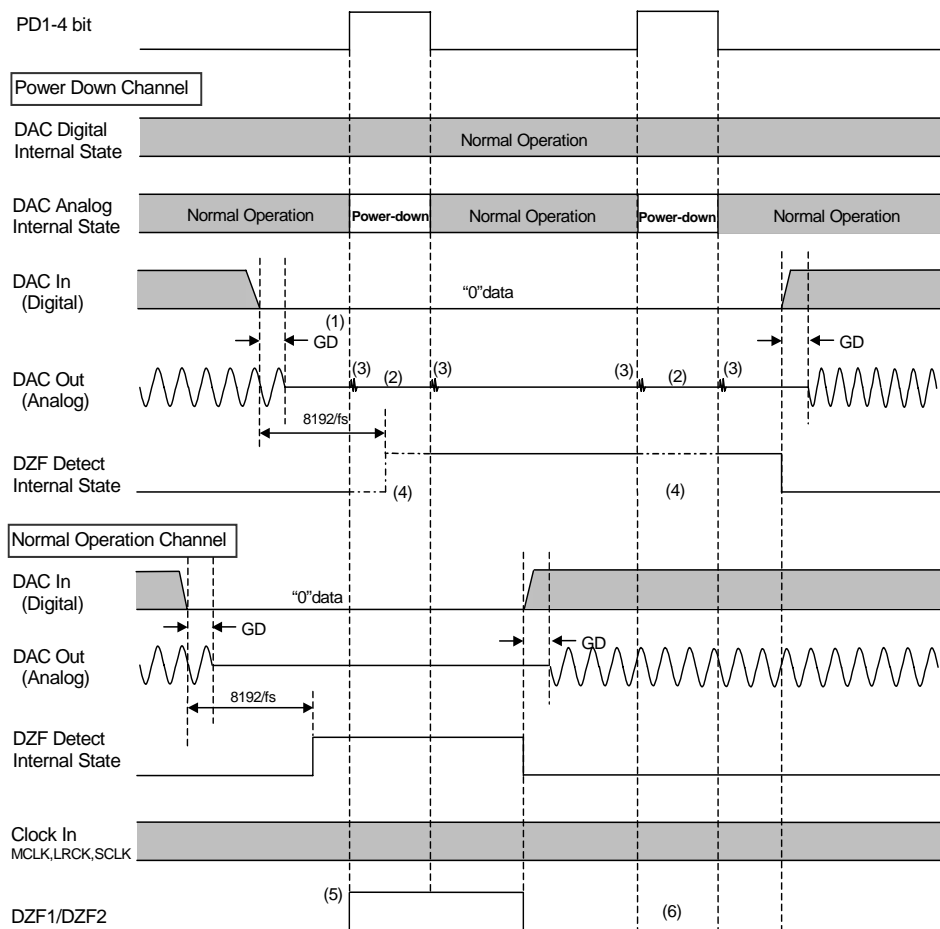 PD1-4 bit
Power Down Channel
DAC Digital
Internal State
Normal Operation
DAC Analog
Internal State
Normal Operation
Power-down
Normal Operation
Power-down
Normal Operation
DAC In
(Digital)
“0”data
(1)
GD
GD
DAC Out
(Analog)
(3)
(2)
(3)
(3)
(2)
(3)
8192/fs
DZF Detect
Internal State
(4)
(4)
Normal Operation Channel
DAC In
(Digital)
“0”data
GD
GD
DAC Out
(Analog)
8192/fs
DZF Detect
Internal State
Clock In
MCLK,LRCK,SCLK
DZF1/DZF2
(5)
(6)